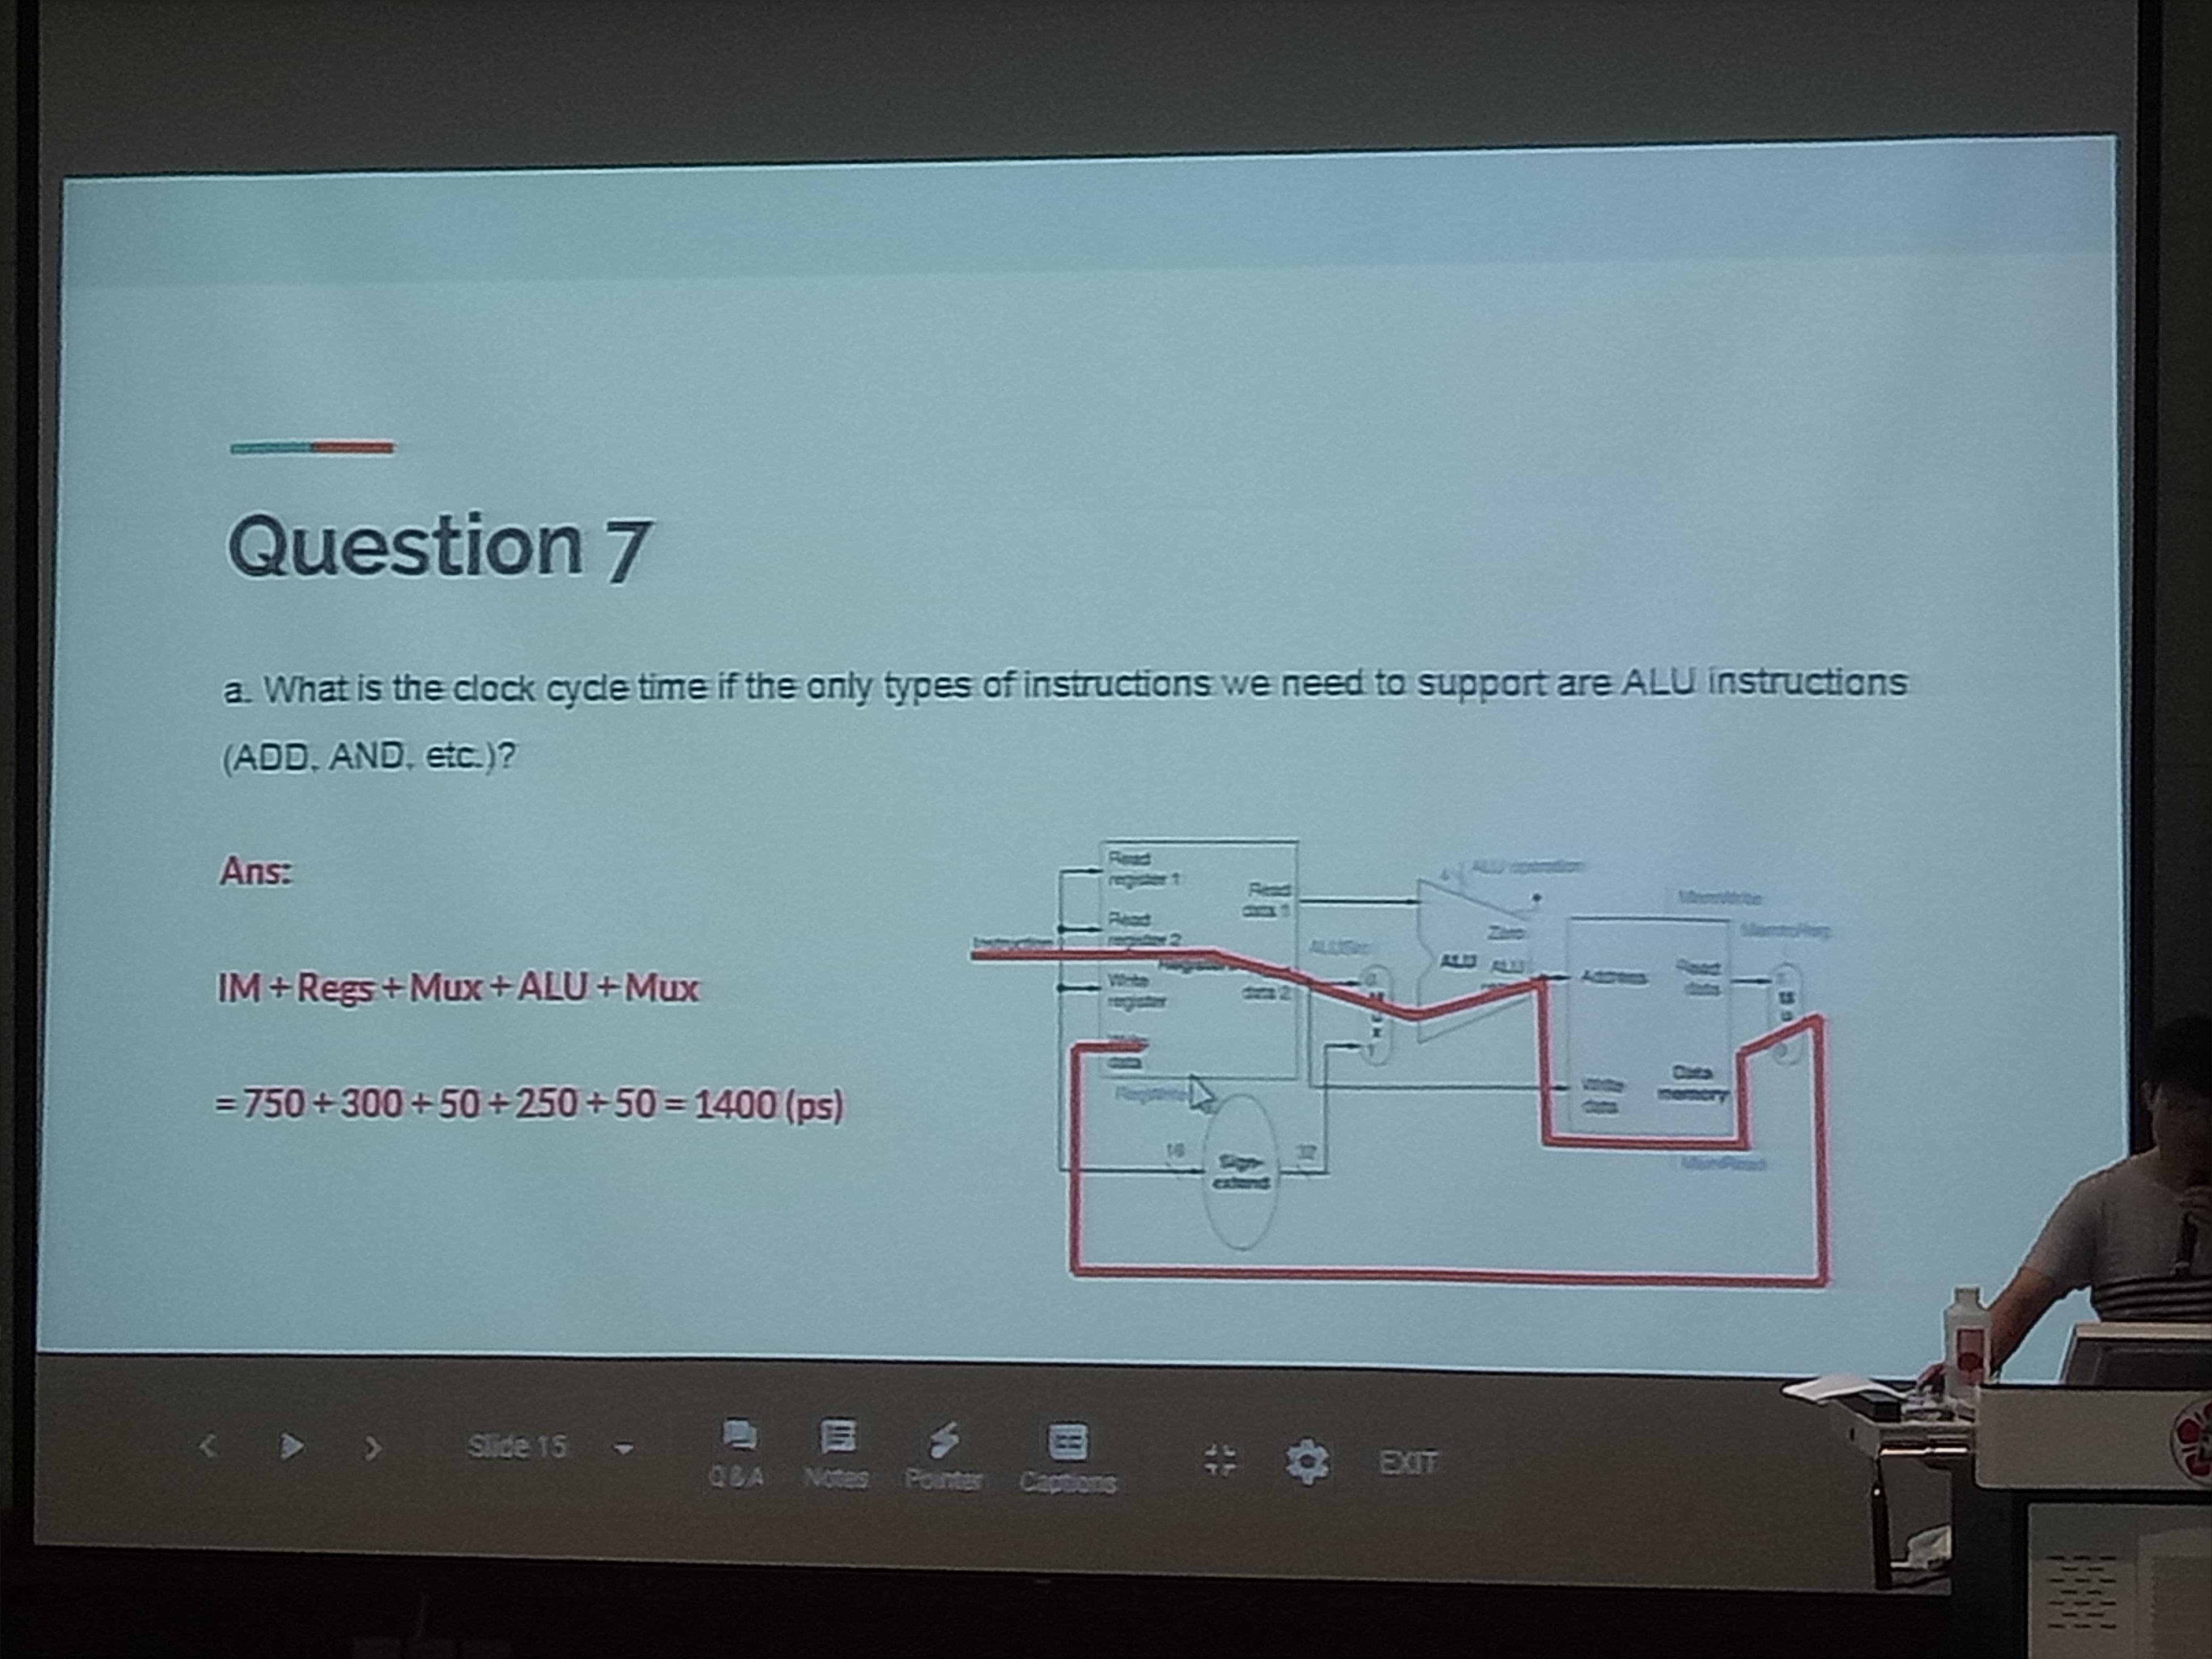 Question 7
a. What is the clock cycle time if the only types of instructions we need to support are ALU instructions
(ADD, AND, etc.)?
Ans:
IM + Regs + Mux + ALU + Mux
= 750 + 300 + 50 + 250 + 50 = 1400 (ps)
Read
register 1
Read
register 2
Write
register
data
Read
data 1
data 2
Instruction
RegWrite
16
Sign-
extend
32
ALUSrc
0
x
1
4
ALU operation
Zero
ALU
ALU
MemWrite
Address
Read
data
Write
data
Data
memory
MemRead
MemtoReg
Slide 15
Q & A
Notes
Pointer
Captions
EXIT